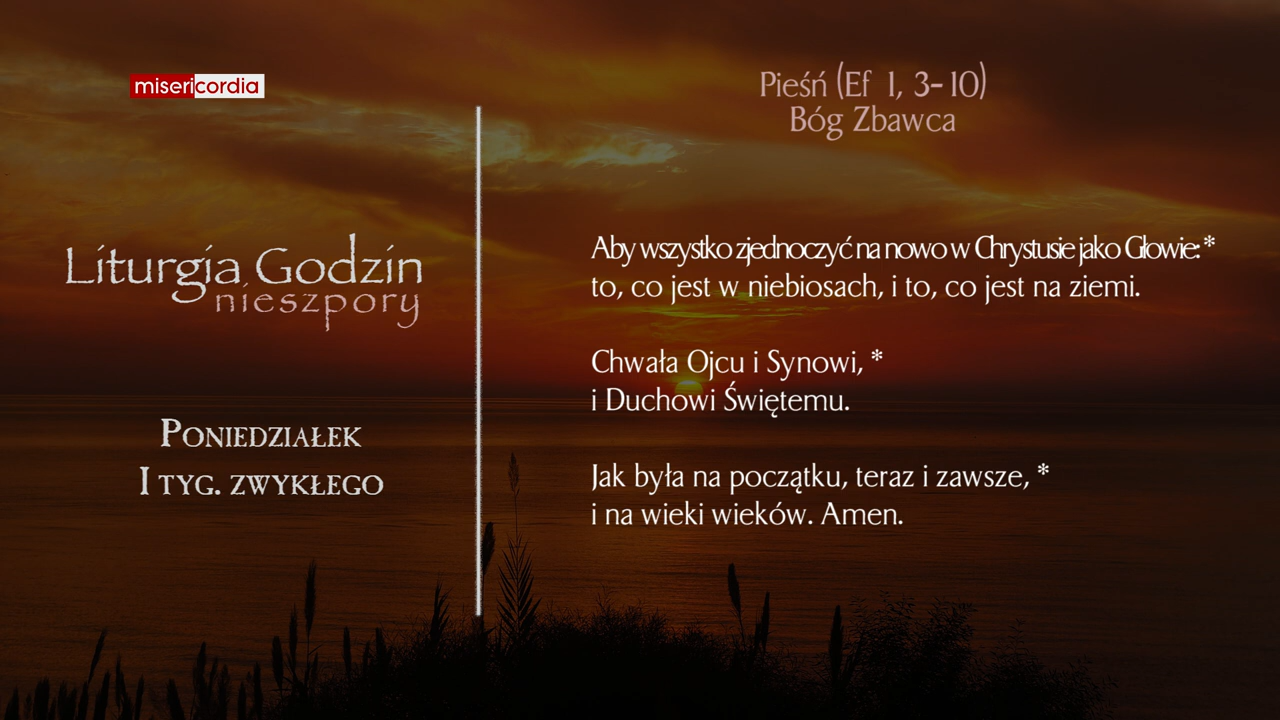 misericordia
Liturgia Godzin
nieszpory
Poniedziałek
I tyg. zwykłego
Pieśń (Ef 1, 3-10)
Bóg Zbawca
Aby wszystko zjednoczyć na nowo w Chrystusie jako Głowie: *
to, co jest w niebiosach, i to, co jest na ziemi.
Chwała Ojcu i Synowi, *
i Duchowi Świętemu.
Jak była na początku, teraz i zawsze, *
i na wieki wieków. Amen.